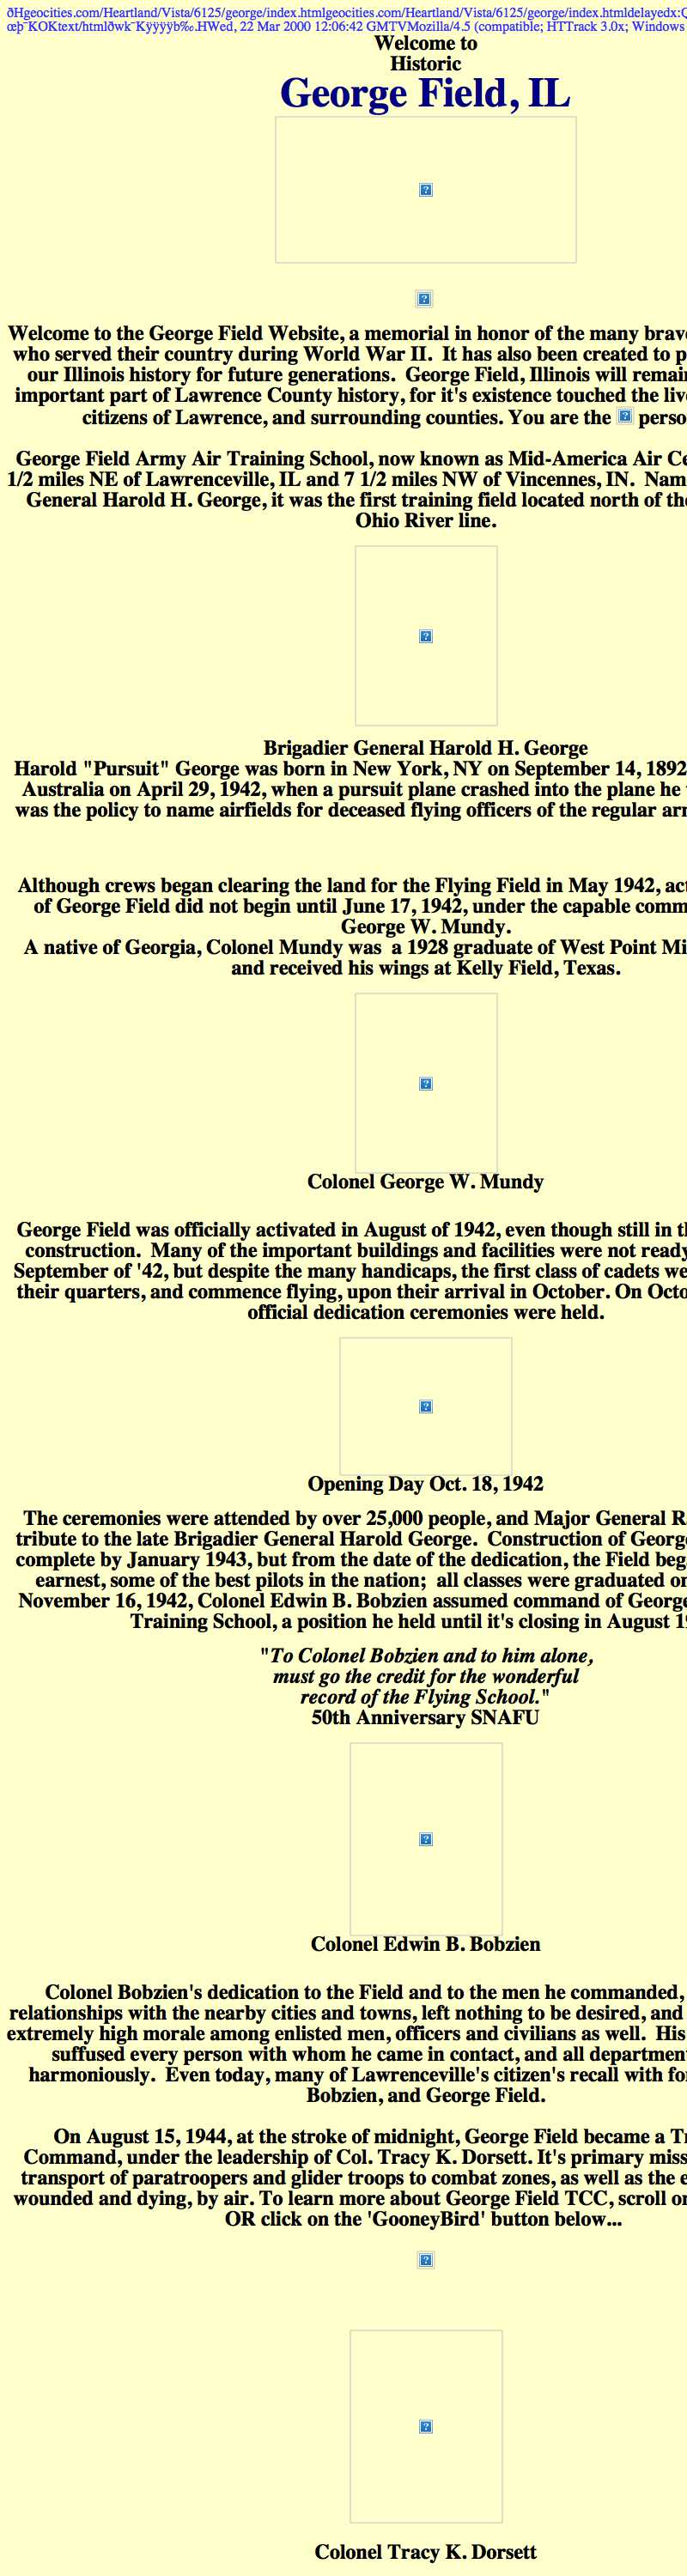 ðHgeocities.com/Heartland/Vista/6125/george/index.htmlgeocities.com/Heartland/Vista/6125/george/index.htmldelayedx:
œþ¨KOKtext/htmlðwk¨Kÿÿÿÿb‰.HWed, 22 Mar 2000 12:06:42 GMTVMozilla/4.5 (compatible; HTTrack 3.0x; Windows
Welcome to
Historic
George Field, IL
Welcome to the George Field Website, a memorial in honor of the many brav
who served their country during World War II.  It has also been created to p
our Illinois history for future generations.  George Field, Illinois will remai
important part of Lawrence County history, for it's existence touched the liv
citizens of Lawrence, and surrounding counties. You are the perso
George Field Army Air Training School, now known as Mid-America Air Ce
1/2 miles NE of Lawrenceville, IL and 7 1/2 miles NW of Vincennes, IN.  Nam
General Harold H. George, it was the first training field located north of the
Ohio River line.
Brigadier General Harold H. George
Harold "Pursuit" George was born in New York, NY on September 14, 1892
Australia on April 29, 1942, when a pursuit plane crashed into the plane he
was the policy to name airfields for deceased flying officers of the regular ar
Although crews began clearing the land for the Flying Field in May 1942, act
of George Field did not begin until June 17, 1942, under the capable comm
George W. Mundy.
A native of Georgia, Colonel Mundy was  a 1928 graduate of West Point Mi
and received his wings at Kelly Field, Texas.
Colonel George W. Mundy
George Field was officially activated in August of 1942, even though still in t
construction.  Many of the important buildings and facilities were not ready
September of '42, but despite the many handicaps, the first class of cadets we
their quarters, and commence flying, upon their arrival in October. On Octo
official dedication ceremonies were held.
Opening Day Oct. 18, 1942
The ceremonies were attended by over 25,000 people, and Major General R
tribute to the late Brigadier General Harold George.  Construction of Georg
complete by January 1943, but from the date of the dedication, the Field beg
earnest, some of the best pilots in the nation;  all classes were graduated on
November 16, 1942, Colonel Edwin B. Bobzien assumed command of George
Training School, a position he held until it's closing in August 1
"To Colonel Bobzien and to him alone,
must go the credit for the wonderful
record of the Flying School."
50th Anniversary SNAFU
Colonel Edwin B. Bobzien
Colonel Bobzien's dedication to the Field and to the men he commanded,
relationships with the nearby cities and towns, left nothing to be desired, and
extremely high morale among enlisted men, officers and civilians as well.  His
suffused every person with whom he came in contact, and all departmen
harmoniously.  Even today, many of Lawrenceville's citizen's recall with fo
Bobzien, and George Field.
On August 15, 1944, at the stroke of midnight, George Field became a Tr
Command, under the leadership of Col. Tracy K. Dorsett. It's primary miss
transport of paratroopers and glider troops to combat zones, as well as the e
wounded and dying, by air. To learn more about George Field TCC, scroll on
OR click on the 'GooneyBird' button below...
Colonel Tracy K. Dorsett